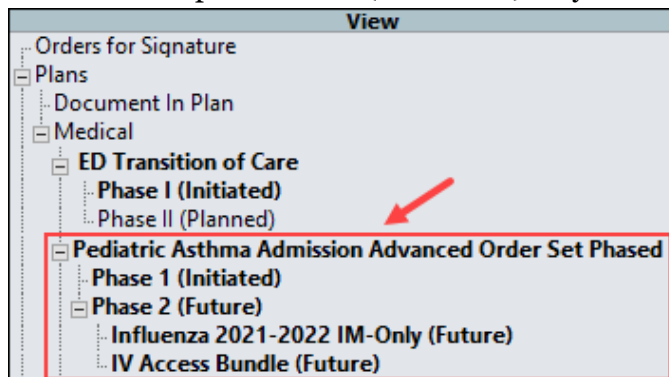 View
Orders for Signature
Plans
Document In Plan
Medical
ED Transition of Care
Phase I (Initiated)
Phase II (Planned)
Pediatric Asthma Admission Advanced Order Set Phased
Phase 1 (Initiated)
Phase 2 (Future)
Influenza 2021-2022 IM-Only (Future)
IV Access Bundle (Future)